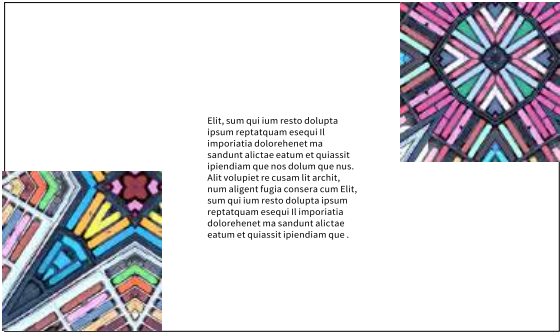 Elit, sum qui ium resto dolupta
ipsum reptatquam esequi Il
imporiatia dolorehenet ma
sandunt alictae eatum et quiassit
ipiendiam que nos dolum que nus.
Alit volupiet re cusam lit archit,
num aligent fugia consera cum Elit,
sum qui ium resto dolupta ipsum
reptatquam esequi Il imporiatia
dolorehenet ma sandunt alictae
eatum et quiassit ipiendiam que .